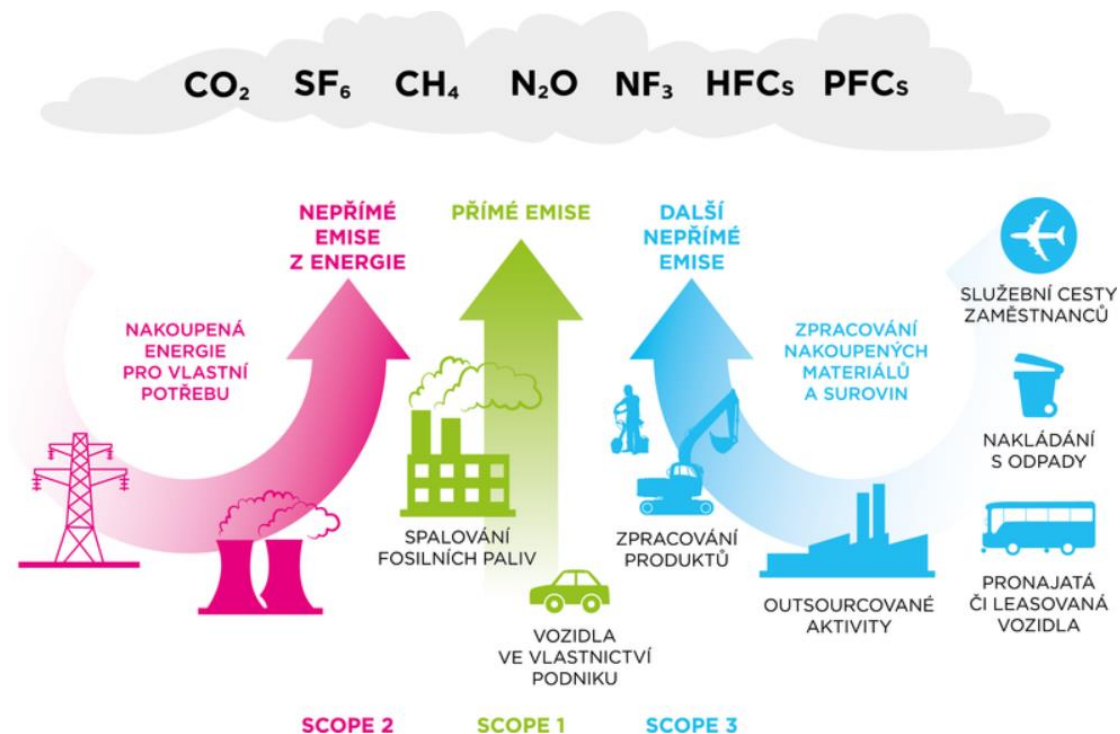 CO₂ SF₆ CH₄ N₂O NF₃ HFCs PFCs
NEPŘÍMÉ
EMISE
Z ENERGIE
PŘÍMÉ EMISE
DALŠÍ
NEPŘÍMÉ
EMISE
NAKOUPENÁ
ENERGIE
PRO VLASTNÍ
POTŘEBU
ZPRACOVÁNÍ
NAKOUPENÝCH
MATERIÁLŮ
A SUROVIN
SLUŽEBNÍ CESTY
ZAMĚSTNANCŮ
NAKLÁDÁNÍ
S ODPADY
SPALOVÁNÍ
FOSILNÍCH PALIV
ZPRACOVÁNÍ
PRODUKTŮ
OUTSOURCOVANÉ
AKTIVITY
PRONAJATÁ
ČI LEASOVANÁ
VOZIDLA
VOZIDLA
VE VLASTNICTVÍ
PODNIKU
SCOPE 2 SCOPE 1 SCOPE 3